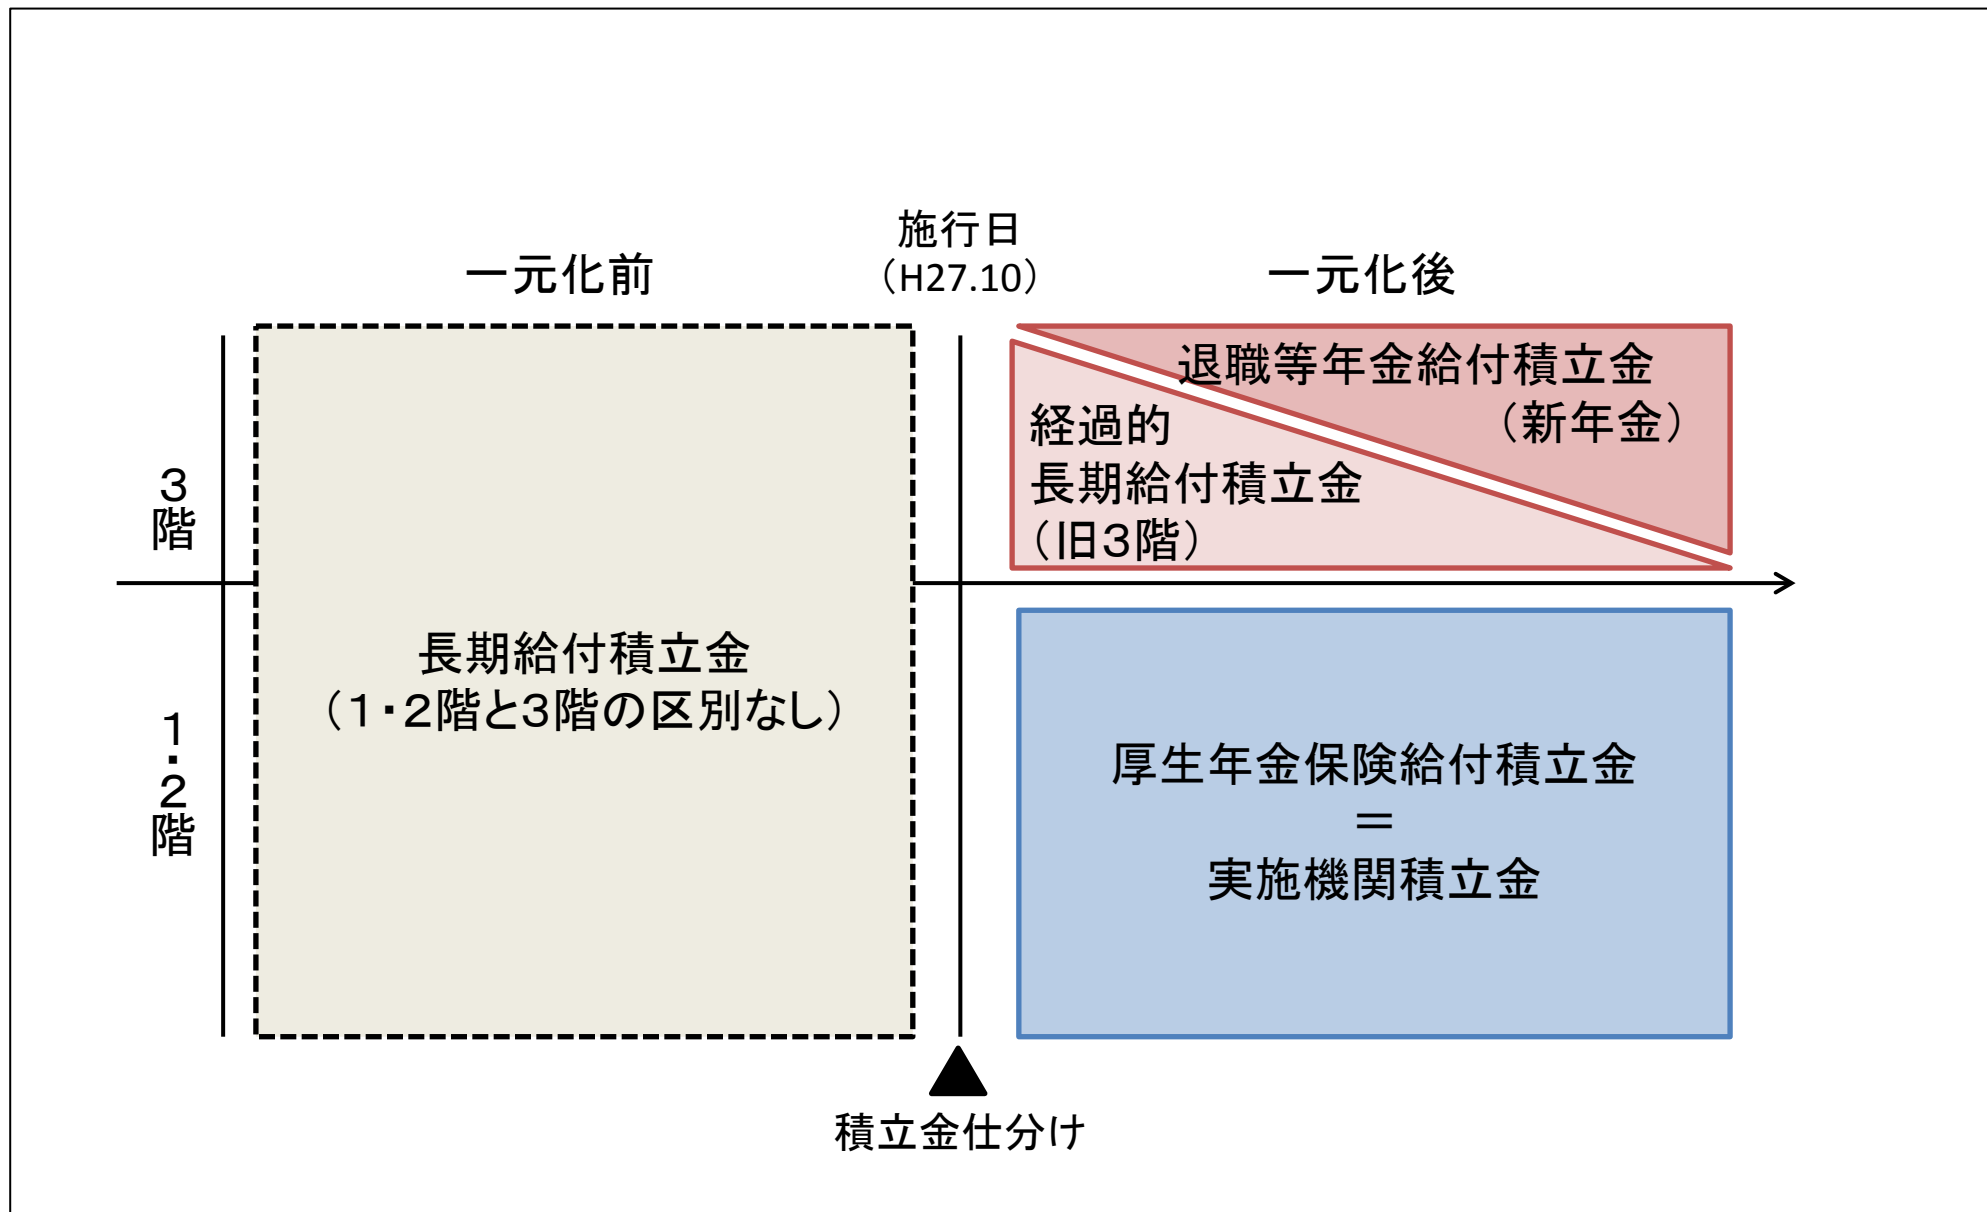 一元化前
施行日
（H27.10）
一元化後
3階
1・2階
長期給付積立金
（1・2階と3階の区別なし）
退職等年金給付積立金
（新年金）
経過的
長期給付積立金
（旧3階）
厚生年金保険給付積立金
＝
実施機関積立金
積立金仕分け